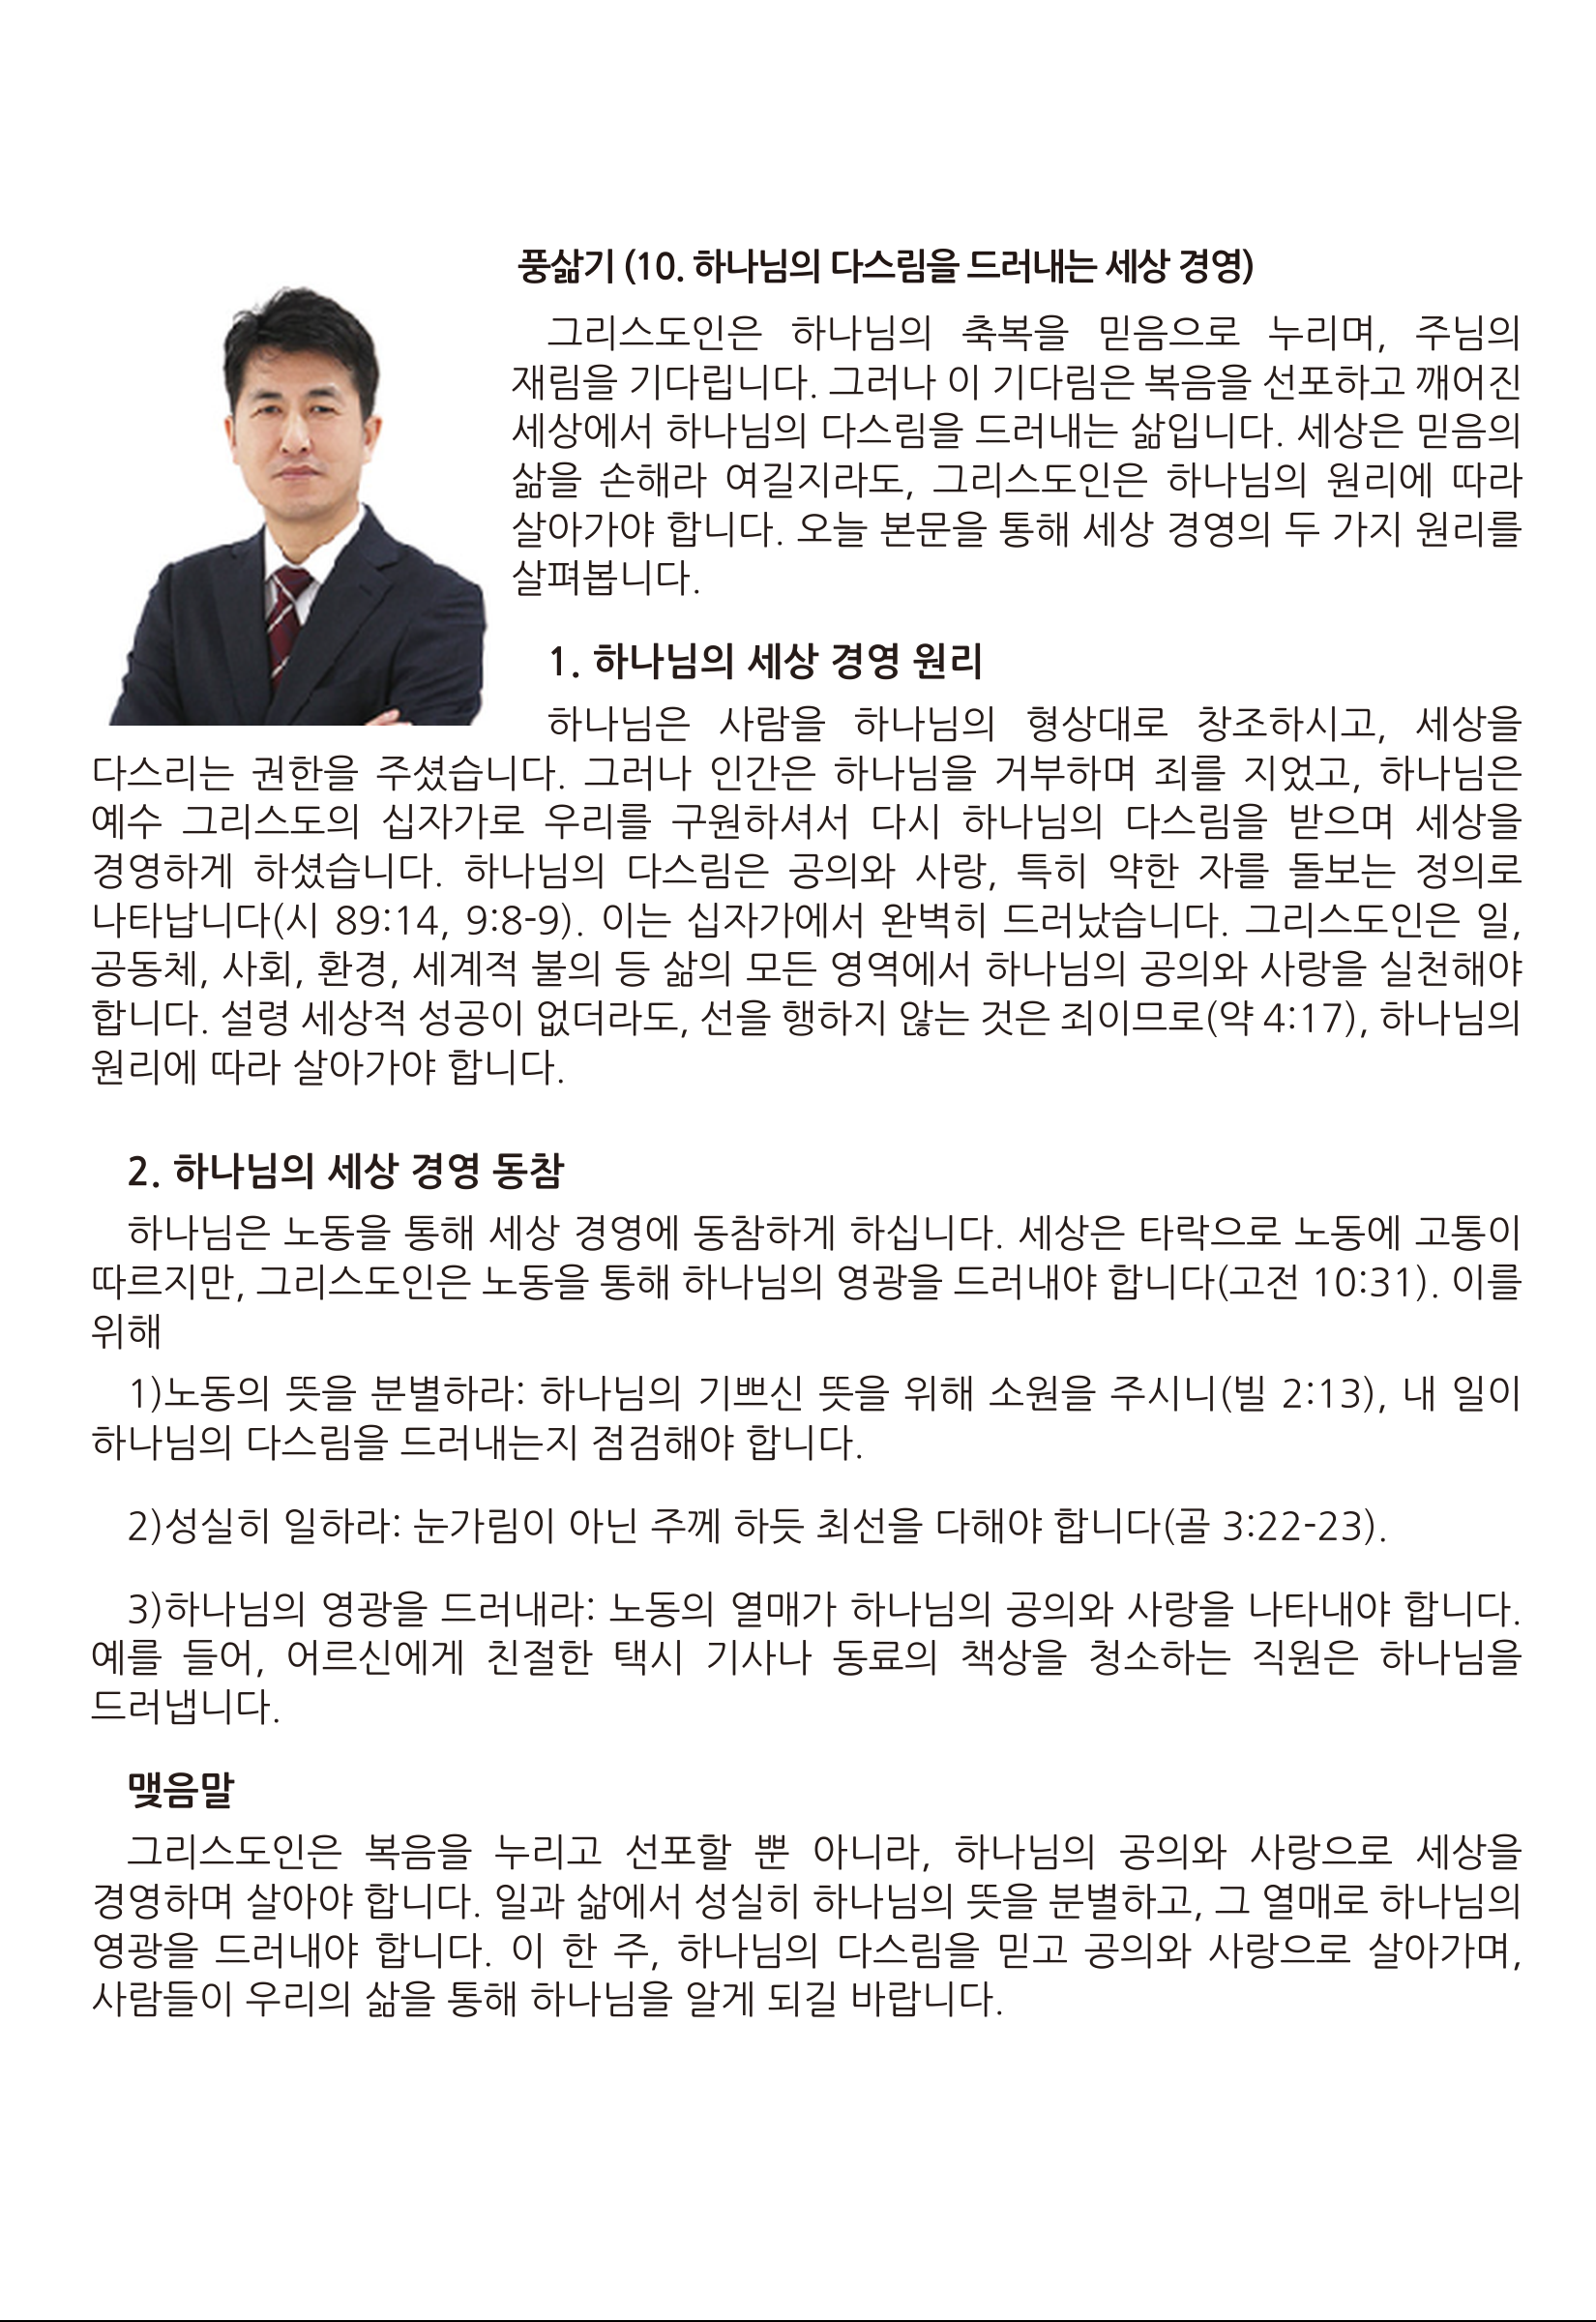 풍삶기 (10. 하나님의 다스림을 드러내는 세상 경영)
그리스도인은 하나님의 축복을 믿음으로 누리며, 주님의
재림을 기다립니다. 그러나 이 기다림은 복음을 선포하고 깨어진
세상에서 하나님의 다스림을 드러내는 삶입니다. 세상은 믿음의
삶을 손해라 여길지라도, 그리스도인은 하나님의 원리에 따라
살아가야 합니다. 오늘 본문을 통해 세상 경영의 두 가지 원리를
살펴봅니다.
1. 하나님의 세상 경영 원리
하나님은 사람을 하나님의 형상대로 창조하시고, 세상을
다스리는 권한을 주셨습니다. 그러나 인간은 하나님을 거부하며 죄를 지었고, 하나님은
예수 그리스도의 십자가로 우리를 구원하셔서 다시 하나님의 다스림을 받으며 세상을
경영하게 하셨습니다. 하나님의 다스림은 공의와 사랑, 특히 약한 자를 돌보는 정의로
나타납니다(시 89:14, 9:8-9). 이는 십자가에서 완벽히 드러났습니다. 그리스도인은 일,
공동체, 사회, 환경, 세계적 불의 등 삶의 모든 영역에서 하나님의 공의와 사랑을 실천해야
합니다. 설령 세상적 성공이 없더라도, 선을 행하지 않는 것은 죄이므로(약 4:17), 하나님의
원리에 따라 살아가야 합니다.
2. 하나님의 세상 경영 동참
하나님은 노동을 통해 세상 경영에 동참하게 하십니다. 세상은 타락으로 노동에 고통이
따르지만, 그리스도인은 노동을 통해 하나님의 영광을 드러내야 합니다(고전 10:31). 이를
위해
1)노동의 뜻을 분별하라: 하나님의 기쁘신 뜻을 위해 소원을 주시니(빌 2:13), 내 일이
하나님의 다스림을 드러내는지 점검해야 합니다.
2)성실히 일하라: 눈가림이 아닌 주께 하듯 최선을 다해야 합니다(골 3:22-23).
3)하나님의 영광을 드러내라: 노동의 열매가 하나님의 공의와 사랑을 나타내야 합니다.
예를 들어, 어르신에게 친절한 택시 기사나 동료의 책상을 청소하는 직원은 하나님을
드러냅니다.
맺음말
그리스도인은 복음을 누리고 선포할 뿐 아니라, 하나님의 공의와 사랑으로 세상을
경영하며 살아야 합니다. 일과 삶에서 성실히 하나님의 뜻을 분별하고, 그 열매로 하나님의
영광을 드러내야 합니다. 이 한 주, 하나님의 다스림을 믿고 공의와 사랑으로 살아가며,
사람들이 우리의 삶을 통해 하나님을 알게 되길 바랍니다.